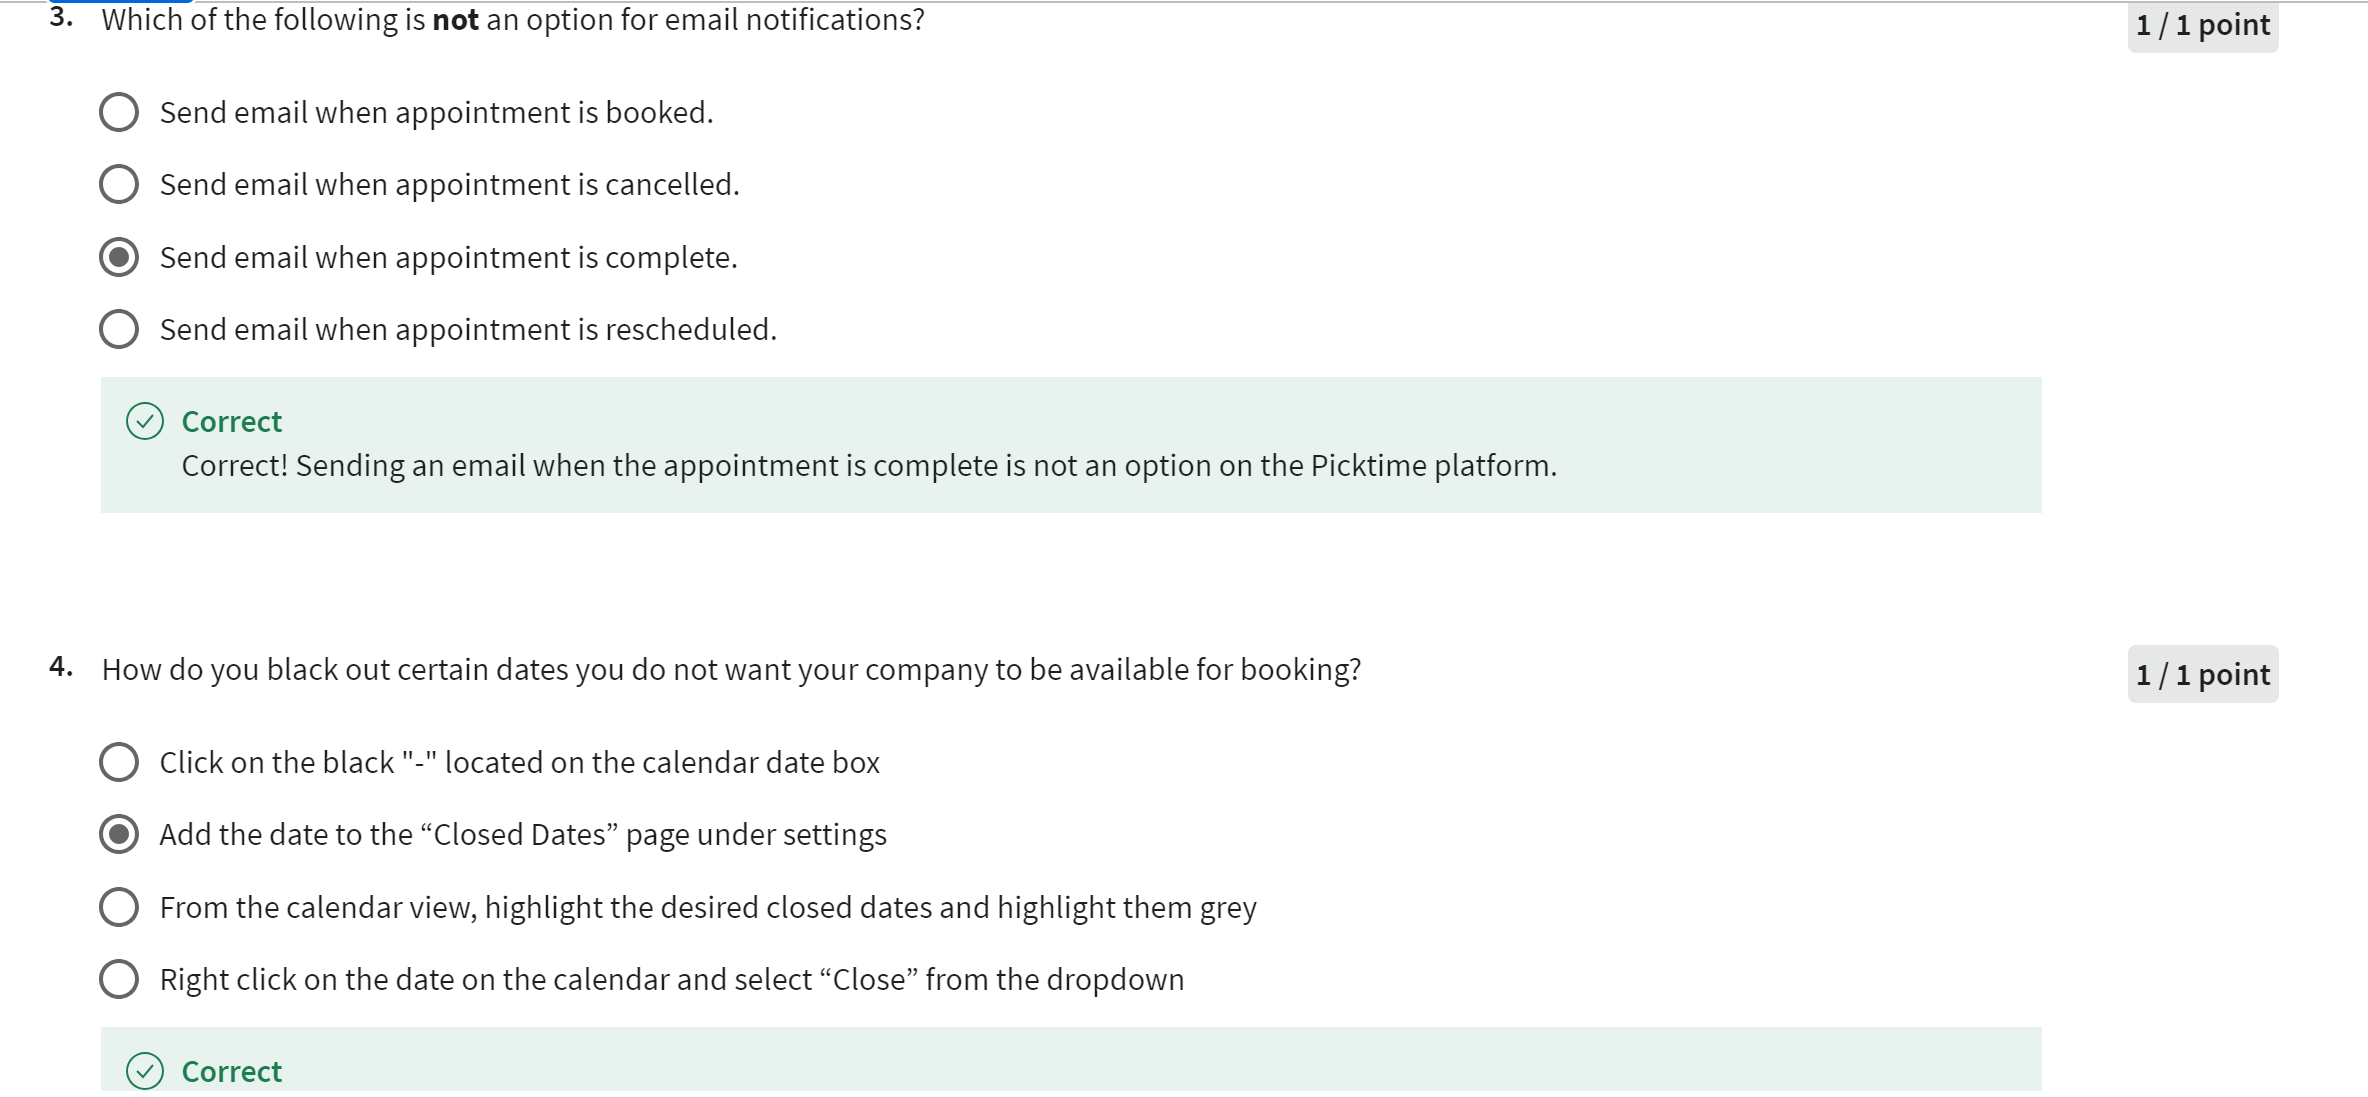 3. Which of the following is not an option for email notifications?
1 / 1 point
Send email when appointment is booked.
Send email when appointment is cancelled.
Send email when appointment is complete.
Send email when appointment is rescheduled.
Correct
Correct! Sending an email when the appointment is complete is not an option on the Picktime platform.
4. How do you black out certain dates you do not want your company to be available for booking?
1 / 1 point
Click on the black "-" located on the calendar date box
Add the date to the “Closed Dates” page under settings
From the calendar view, highlight the desired closed dates and highlight them grey
Right click on the date on the calendar and select “Close” from the dropdown
Correct